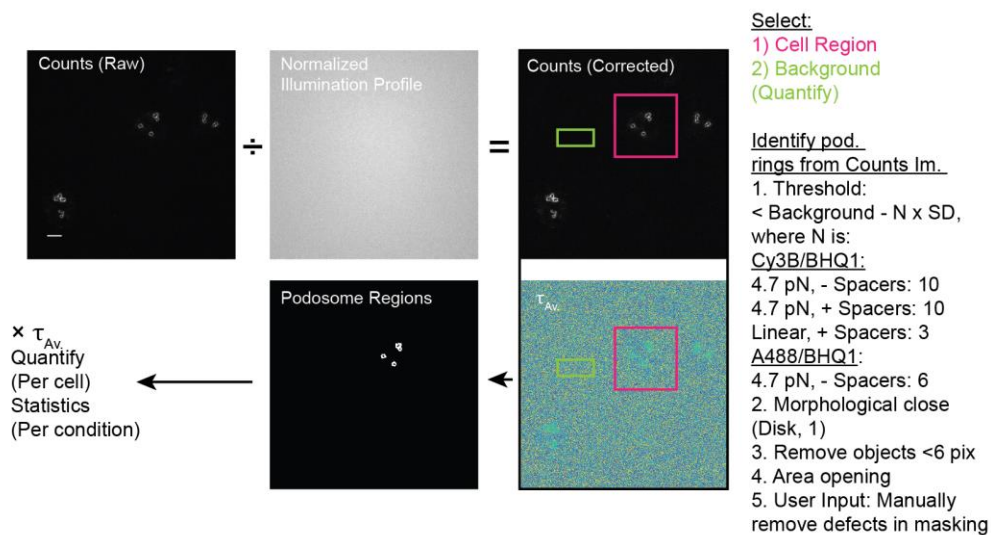 Counts (Raw)
÷
Normalized
Illumination Profile
=
Counts (Corrected)
Select:
1) Cell Region
2) Background
(Quantify)
Identify pod.
rings from Counts Im.
1. Threshold:
< Background - N x SD,
where N is:
Cy3B/BHQ1:
4.7 pN, - Spacers: 10
4.7 pN, + Spacers: 10
Linear, + Spacers: 3
A488/BHQ1:
4.7 pN, - Spacers: 6
2. Morphological close
(Disk, 1)
3. Remove objects <6 pix
4. Area opening
5. User Input: Manually
remove defects in masking
τAv.
Podosome Regions
× τAv.
Quantify
(Per cell)
Statistics
(Per condition)